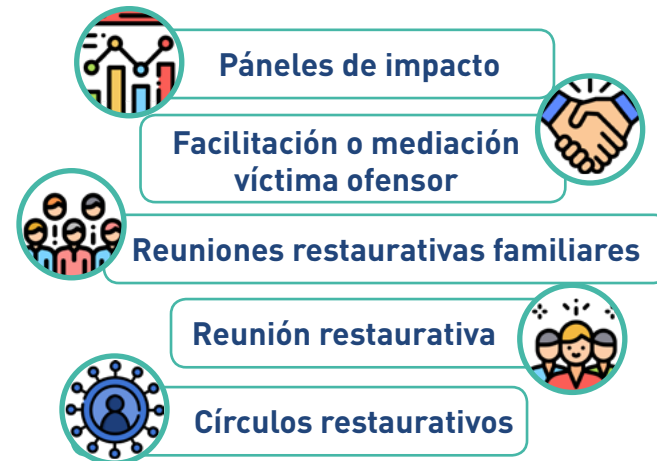 Páneles de impacto
Facilitación o mediación
víctima ofensor
Reuniones restaurativas familiares
Reunión restaurativa
Círculos restaurativos